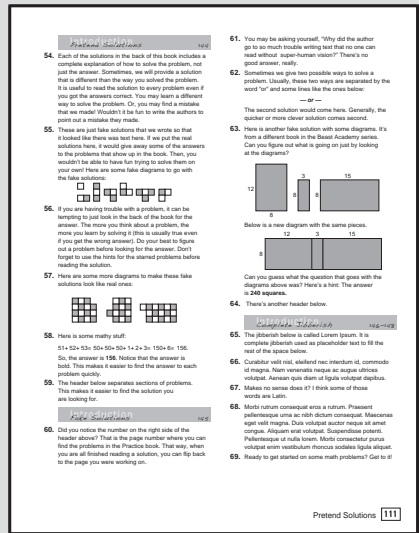 Introduction
Pretend Solutions 144
54. Each of the solutions in the back of this book includes a
complete explanation of how to solve the problem, not
just the answer. Sometimes, we will provide a solution
that is different than the way you solved the problem.
It is useful to read the solution to every problem even if
you got the answers correct. You may learn a different
way to solve the problem. Or, you may find a mistake
that we made! Wouldn't it be fun to write the authors to
point out a mistake they made.
55. These are just fake solutions that we wrote so that
it looked like there was text here. If we put the real
solutions here, it would give away some of the answers
to the problems that show up in the book. Then, you
wouldn't be able to have fun trying to solve them on
your own! Here are some fake diagrams to go with
the fake solutions:
56. If you are having trouble with a problem, it can be
tempting to just look in the back of the book for the
answer. The more you think about a problem, the
more you learn by solving it (this is usually true even
if you get the wrong answer). Do your best to figure
out a problem before looking for the answer. Don't
forget to use the hints for the starred problems before
reading the solution.
57. Here are some more diagrams to make these fake
solutions look like real ones:
58. Here is some mathy stuff:
51+52+53=50+50+50+1+2+3=150+6=156.
So, the answer is 156. Notice that the answer is
bold. This makes it easier to find the answer to each
problem quickly.
59. The header below separates sections of problems.
This makes it easier to find the solution you
are looking for.
Introduction
Fake Solutions 145
60. Did you notice the number on the right side of the
header above? That is the page number where you can
find the problems in the Practice book. That way, when
you are all finished reading a solution, you can flip back
to the page you were working on.
61. You may be asking yourself, "Why did the author
go to so much trouble writing text that no one can
read without super-human vision?" There's no
good answer, really.
62. Sometimes we give two possible ways to solve a
problem. Usually, these two ways are separated by the
word "or" and some lines like the ones below:
— or —
The second solution would come here. Generally, the
quicker or more clever solution comes second.
63. Here is another fake solution with some diagrams. It's
from a different book in the Beast Academy series.
Can you figure out what is going on just by looking
at the diagrams?
3 15
12 8 8
8
Below is a new diagram with the same pieces.
12 3 15
8
Can you guess what the question that goes with the
diagrams above was? Here's a hint: The answer
is 240 squares.
64. There's another header below.
Introduction
Complete Jibberish 146-148
65. The jibberish below is called Lorem Ipsum. It is
complete jibberish used as placeholder text to fill the
rest of the space below.
66. Curabitur velit nisl, eleifend nec interdum id, commodo
id magna. Nam venenatis neque ac augue ultrices
volutpat. Aenean quis diam ut ligula volutpat dapibus.
67. Makes no sense does it? I think some of those
words are Latin.
68. Morbi rutrum consequat eros a rutrum. Praesent
pellentesque urna ac nibh dictum consequat. Maecenas
eget velit magna. Duis volutpat auctor neque sit amet
congue. Aliquam erat volutpat. Suspendisse potenti.
Pellentesque ut nulla lorem. Morbi consectetur purus
volutpat enim vestibulum rhoncus sodales ligula aliquet.
69. Ready to get started on some math problems? Get to it!
Pretend Solutions 111